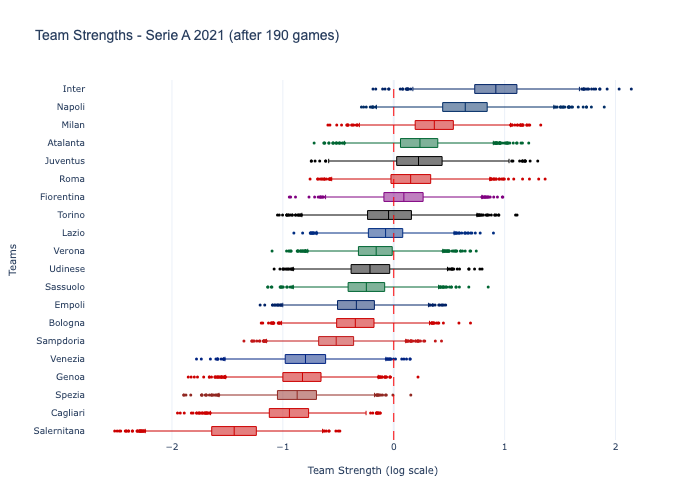 Team Strengths - Serie A 2021 (after 190 games)
Inter
Napoli
Milan
Atalanta
Juventus
Roma
Fiorentina
Torino
Lazio
Verona
Udinese
Sassuolo
Empoli
Bologna
Sampdoria
Venezia
Genoa
Spezia
Cagliari
Salernitana
Teams
−2 −1 0 1 2
Team Strength (log scale)